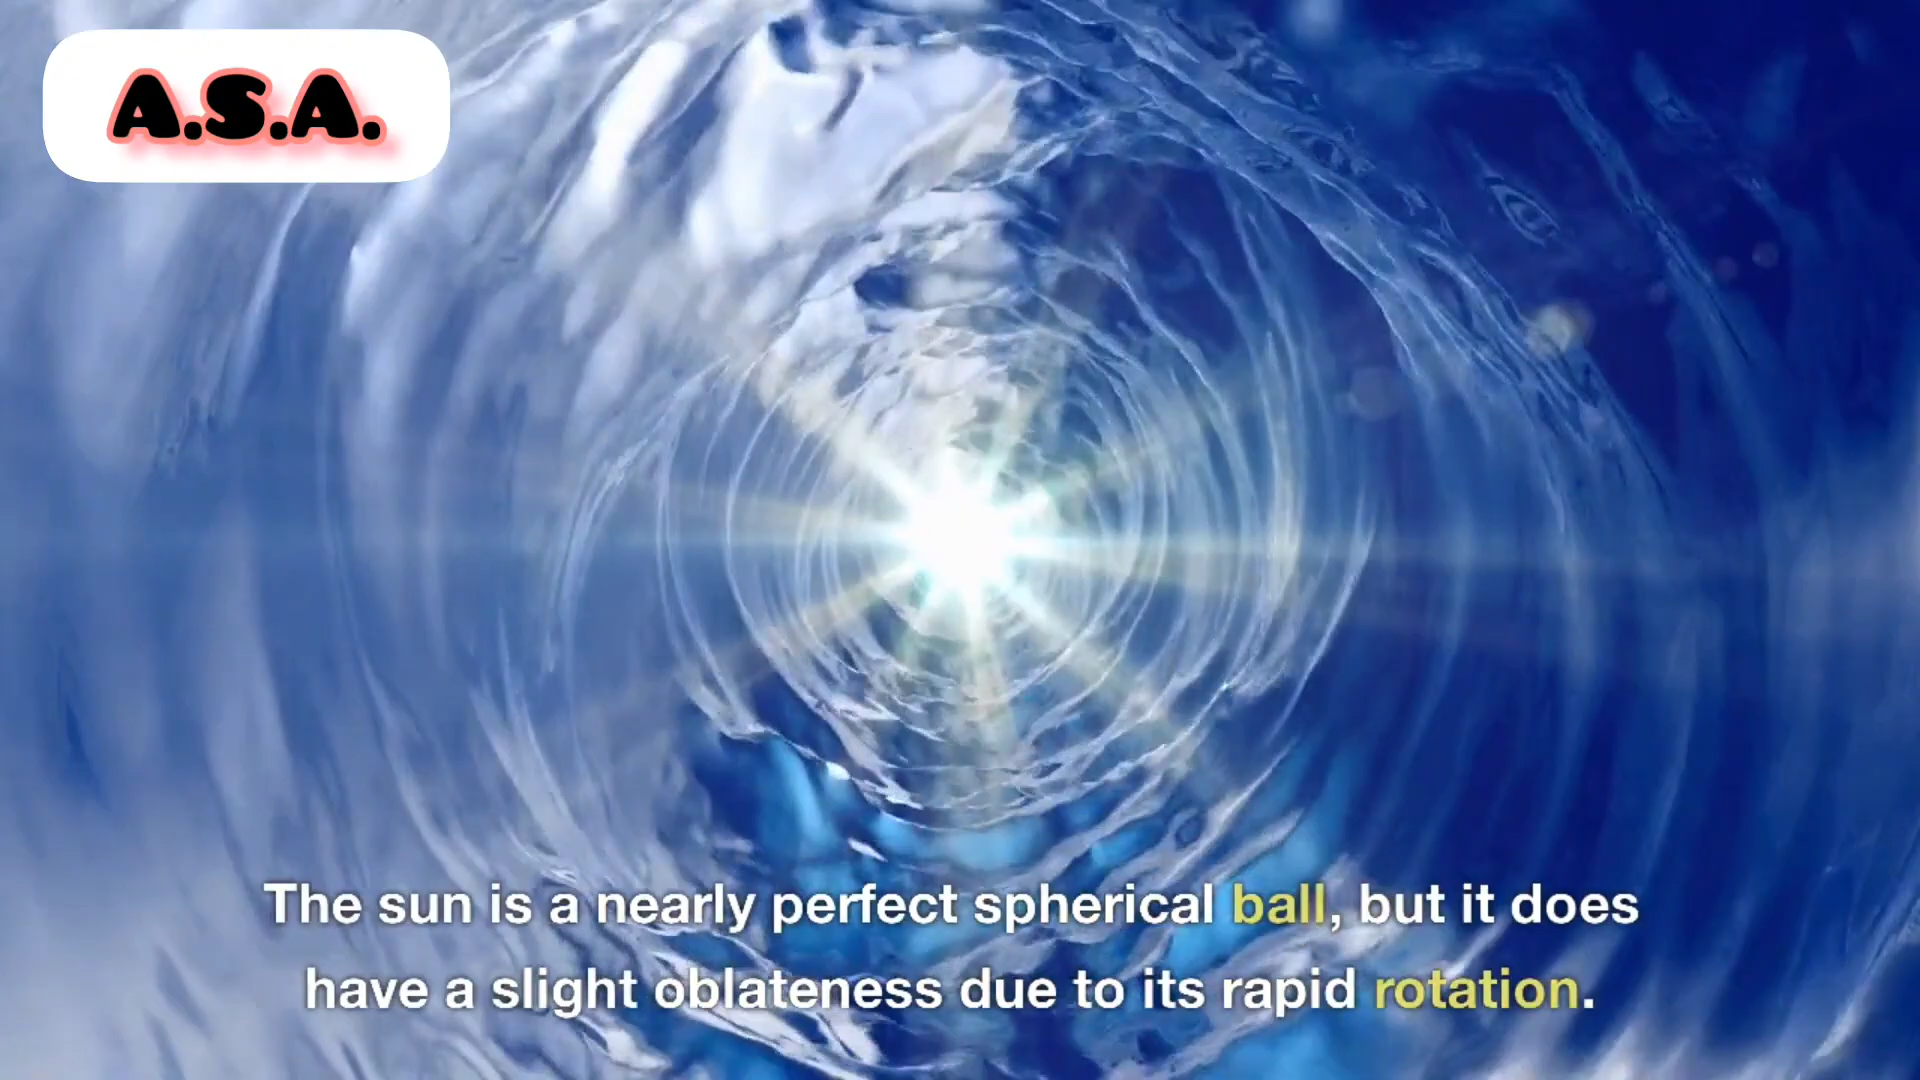 A.S.A.
The sun is a nearly perfect spherical ball, but it does
have a slight oblateness due to its rapid rotation.